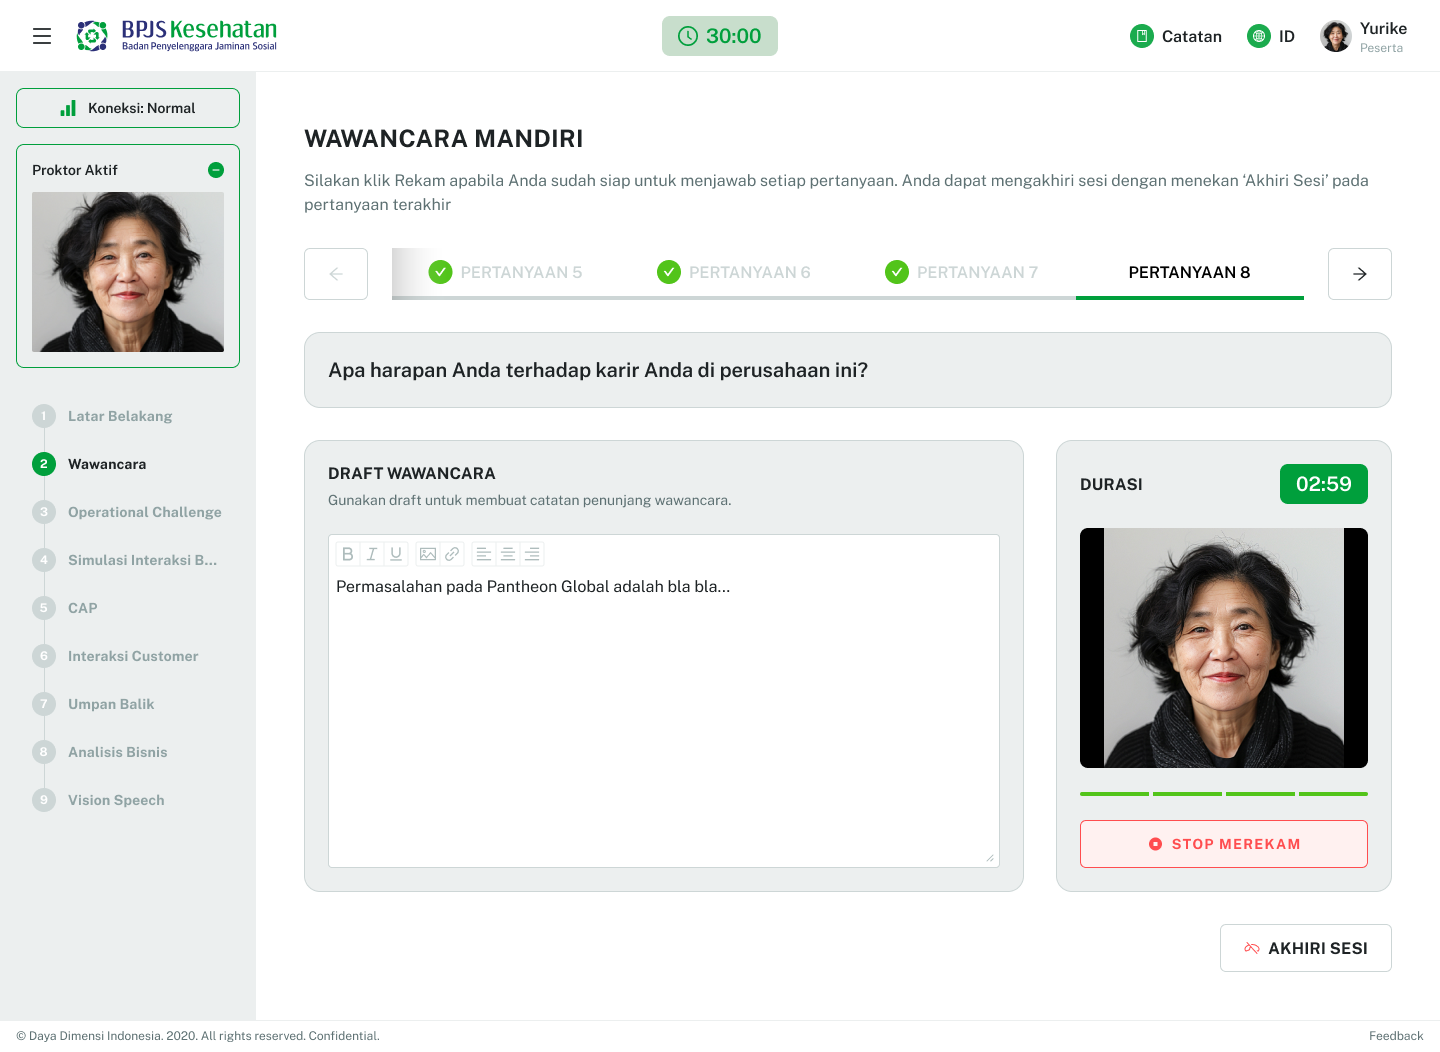 BPJS Kesehatan
Badan Penyelenggara Jaminan Sosial
30:00
Catatan
ID
Yurike
Peserta
Koneksi: Normal
Proktor Aktif
1 Latar Belakang
2 Wawancara
3 Operational Challenge
4 Simulasi Interaksi B...
5 CAP
6 Interaksi Customer
7 Umpan Balik
8 Analisis Bisnis
9 Vision Speech
WAWANCARA MANDIRI
Silakan klik Rekam apabila Anda sudah siap untuk menjawab setiap pertanyaan. Anda dapat mengakhiri sesi dengan menekan ‘Akhiri Sesi’ pada
pertanyaan terakhir
PERTANYAAN 5
PERTANYAAN 6
PERTANYAAN 7
PERTANYAAN 8
Apa harapan Anda terhadap karir Anda di perusahaan ini?
DRAFT WAWANCARA
Gunakan draft untuk membuat catatan penunjang wawancara.
B I U
Permasalahan pada Pantheon Global adalah bla bla...
DURASI
02:59
STOP MEREKAM
AKHIRI SESI
© Daya Dimensi Indonesia. 2020. All rights reserved. Confidential.
Feedback